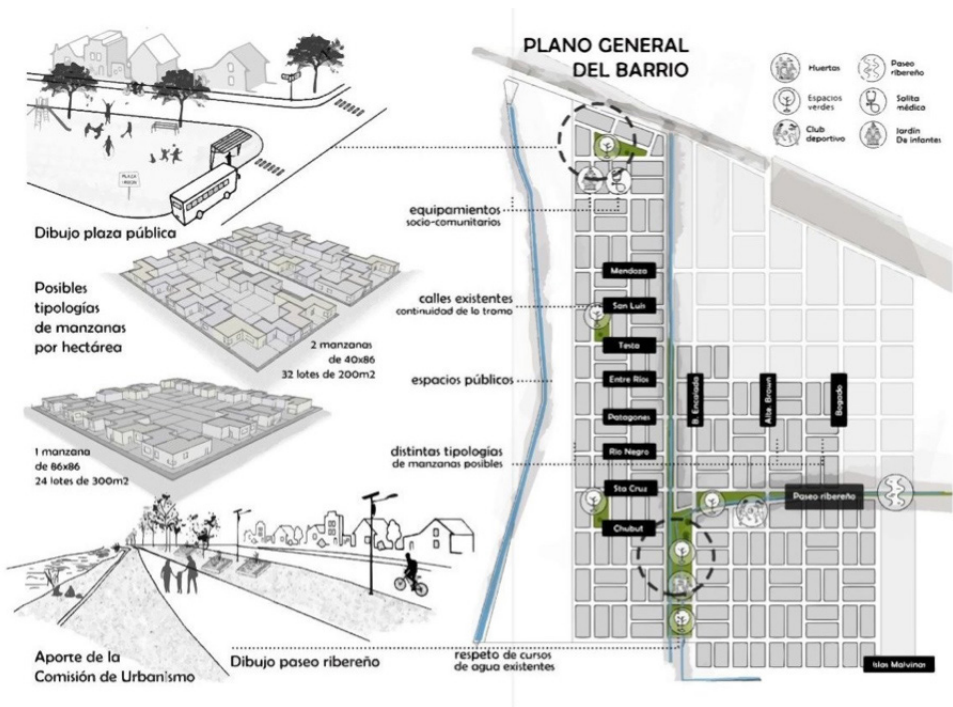 PLANO GENERAL
DEL BARRIO
Huertas
Paseo
ribereño
Espacios
verdes
Salita
médica
Club
deportivo
Jardín
De infantes
Dibujo plaza pública
equipamientos
socio-comunitarios
Posibles
tipologías
de manzanas
por hectárea
2 manzanas
de 40x86
32 lotes de 200m2
calles existentes
continuidad de la trama
espacios públicos
distintas tipologías
de manzanas posibles
1 manzana
de 86x86
24 lotes de 300m2
Mendoza
San Luis
Entre Ríos
Patagones
Río Negro
Sta Cruz
Chubut
B. Encalada
Alte. Brown
Bogado
Paseo ribereño
Aporte de la
Comisión de Urbanismo
Dibujo paseo ribereño
respeto de cursos
de agua existentes
Islas Malvinas